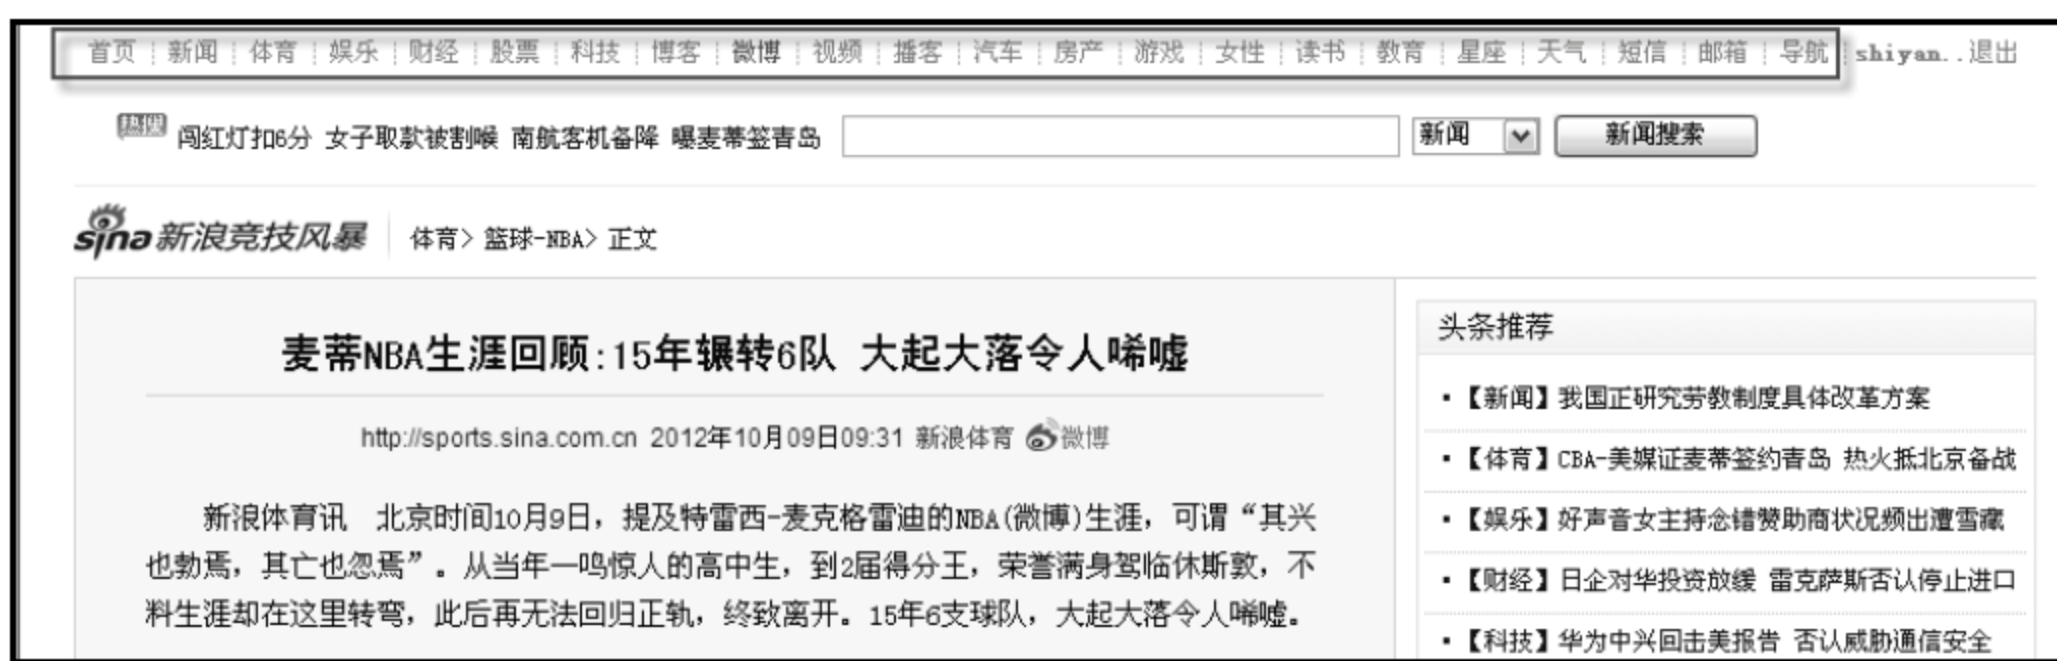 首页 新闻 体育 娱乐 财经 股票 科技 博客 微博 视频 播客 汽车 房产 游戏 女性 读书 教育 星座 天气 短信 邮箱 导航 shiyan..退出
热搜 闯红灯扣6分 女子取款被割喉 南航客机备降 曝麦蒂签青岛 新闻 新闻搜索
sina 新浪竞技风暴 体育> 篮球-NBA> 正文
麦蒂NBA生涯回顾:15年辗转6队 大起大落令人唏嘘
http://sports.sina.com.cn 2012年10月09日09:31 新浪体育 微博
新浪体育讯 北京时间10月9日，提及特雷西-麦克格雷迪的NBA(微博)生涯，可谓“其兴
也勃焉，其亡也忽焉”。从当年一鸣惊人的高中生，到2届得分王，荣誉满身驾临休斯敦，不
料生涯却在这里转弯，此后再无法回归正轨，终致离开。15年6支球队，大起大落令人唏嘘。
头条推荐
▪【新闻】我国正研究劳教制度具体改革方案
▪【体育】CBA-美媒证麦蒂签约青岛 热火抵北京备战
▪【娱乐】好声音女主持念错赞助商状况频出遭雪藏
▪【财经】日企对华投资放缓 雷克萨斯否认停止进口
▪【科技】华为中兴回击美报告 否认威胁通信安全